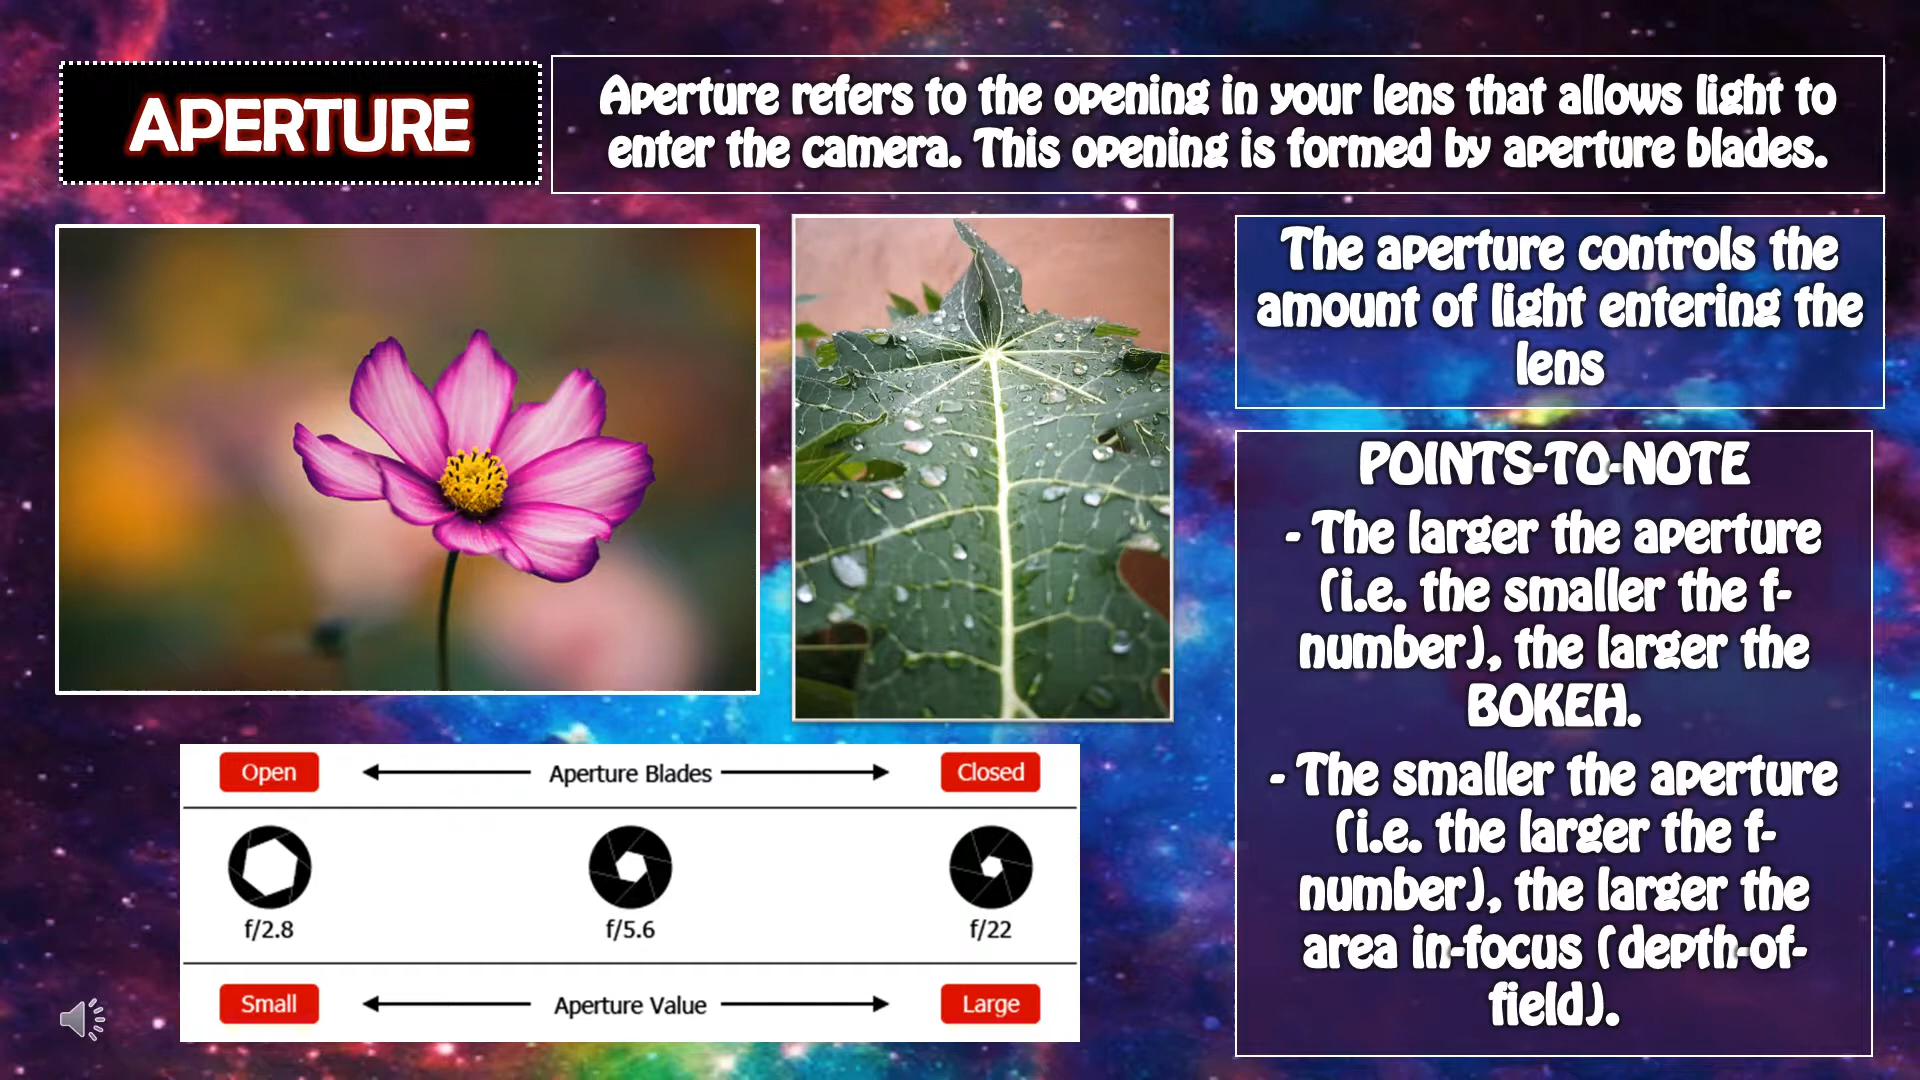 APERTURE
Aperture refers to the opening in your lens that allows light to
enter the camera. This opening is formed by aperture blades.
The aperture controls the
amount of light entering the
lens
POINTS-TO-NOTE
- The larger the aperture
(i.e. the smaller the f-
number), the larger the
BOKEH.
- The smaller the aperture
(i.e. the larger the f-
number), the larger the
area in-focus (depth-of-
field).
Open Aperture Blades Closed
f/2.8 f/5.6 f/22
Small Aperture Value Large